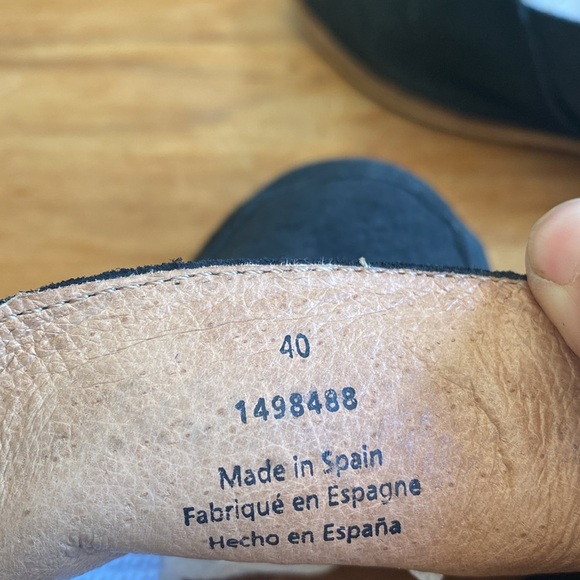 40
1498488
Made in Spain
Fabriqué en Espagne
Hecho en España